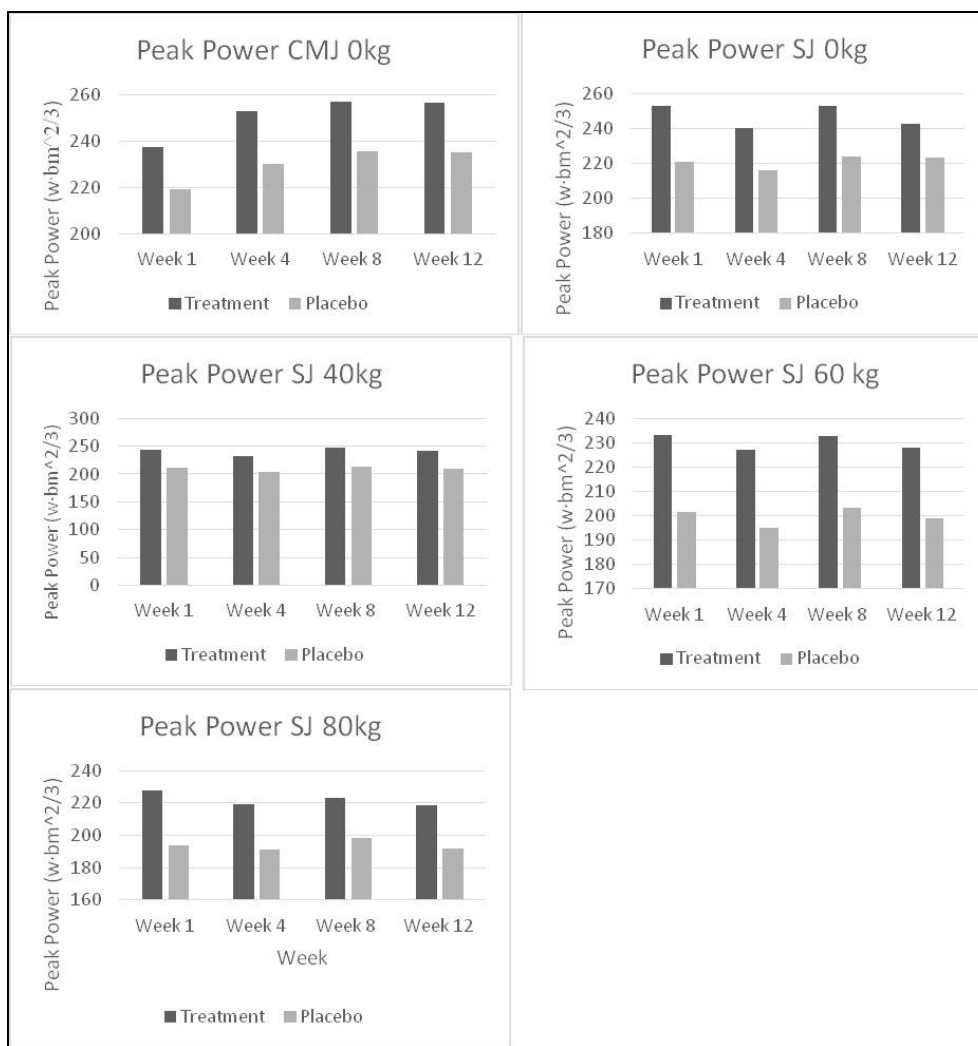 Peak Power CMJ 0kg
Peak Power (w·bm^2/3)
260
240
220
200
Week 1 Week 4 Week 8 Week 12
Treatment Placebo
Peak Power SJ 0kg
Peak Power (w·bm^2/3)
260
240
220
200
180
Week 1 Week 4 Week 8 Week 12
Treatment Placebo
Peak Power SJ 40kg
Peak Power (w·bm^2/3)
300
250
200
150
100
50
0
Week 1 Week 4 Week 8 Week 12
Treatment Placebo
Peak Power SJ 60 kg
Peak Power (w·bm^2/3)
240
230
220
210
200
190
180
170
Week 1 Week 4 Week 8 Week 12
Treatment Placebo
Peak Power SJ 80kg
Peak Power (w·bm^2/3)
240
220
200
180
160
Week 1 Week 4 Week 8 Week 12
Week
Treatment Placebo